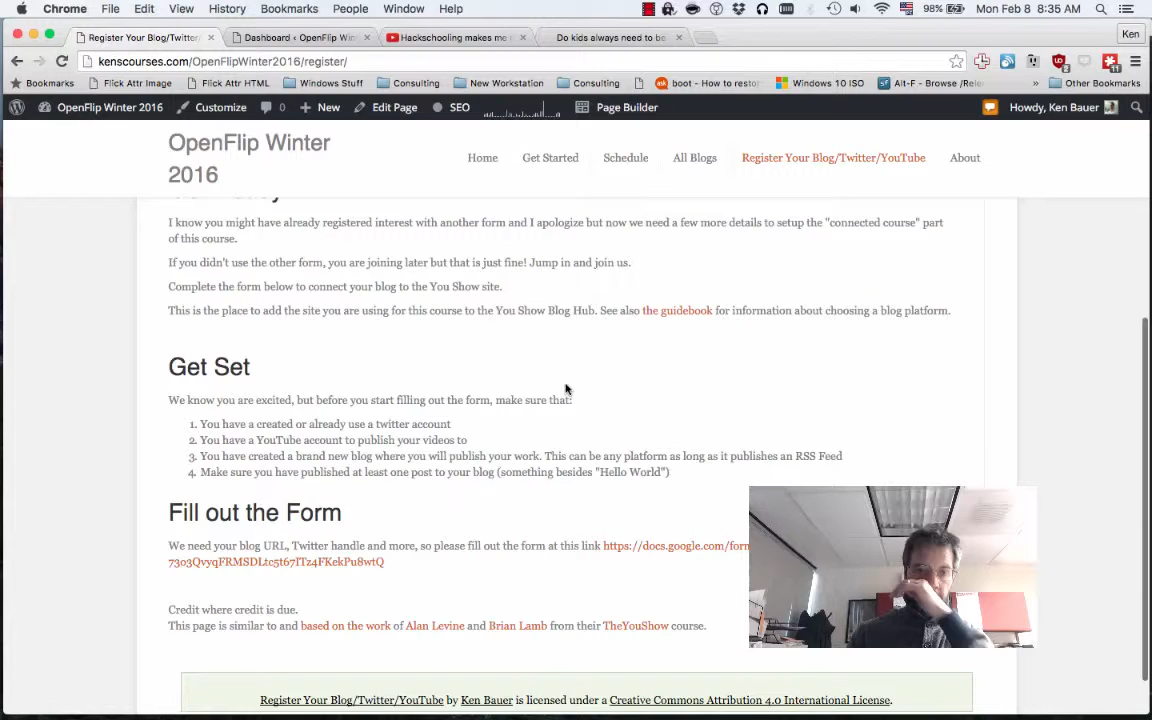 Chrome File Edit View History Bookmarks People Window Help 98% Mon Feb 8 8:35 AM
Register Your Blog/Twitter/ Dashboard ‹ OpenFlip Win Hackschooling makes me Do kids always need to be Ken
kenscourses.com/OpenFlipWinter2016/register/
Bookmarks Flick Attr Image Flick Attr HTML Windows Stuff Consulting New Workstation Consulting boot - How to resto Windows 10 ISO Alt-F - Browse /Rele » Other Bookmarks
OpenFlip Winter 2016 Customize 0 New Edit Page SEO Page Builder Howdy, Ken Bauer
OpenFlip Winter
2016
Home Get Started Schedule All Blogs Register Your Blog/Twitter/YouTube About
I know you might have already registered interest with another form and I apologize but now we need a few more details to setup the "connected course" part
of this course.
If you didn't use the other form, you are joining later but that is just fine! Jump in and join us.
Complete the form below to connect your blog to the You Show site.
This is the place to add the site you are using for this course to the You Show Blog Hub. See also the guidebook for information about choosing a blog platform.
Get Set
We know you are excited, but before you start filling out the form, make sure that:
1. You have a created or already use a twitter account
2. You have a YouTube account to publish your videos to
3. You have created a brand new blog where you will publish your work. This can be any platform as long as it publishes an RSS Feed
4. Make sure you have published at least one post to your blog (something besides "Hello World")
Fill out the Form
We need your blog URL, Twitter handle and more, so please fill out the form at this link https://docs.google.com/forn
73o3QvyqFRMSDLtc5t67ITz4FKekPu8wtQ
Credit where credit is due.
This page is similar to and based on the work of Alan Levine and Brian Lamb from their TheYouShow course.
Register Your Blog/Twitter/YouTube by Ken Bauer is licensed under a Creative Commons Attribution 4.0 International License.